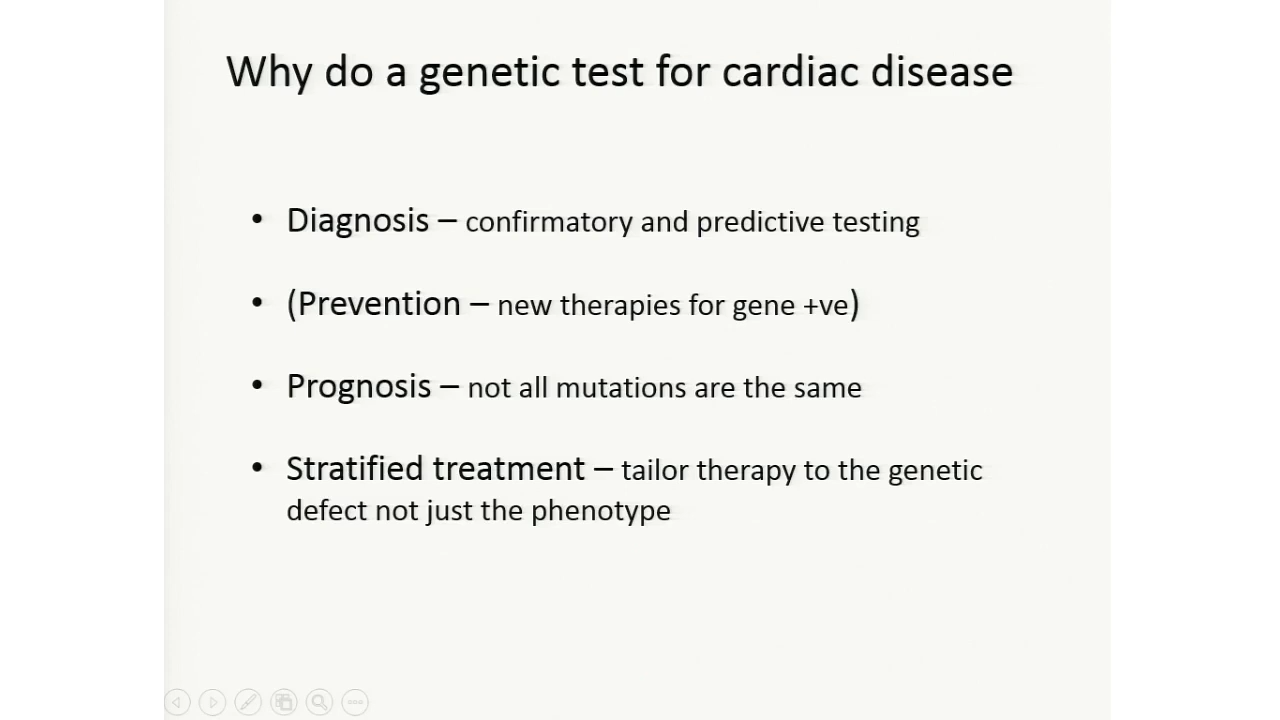 Why do a genetic test for cardiac disease
• Diagnosis – confirmatory and predictive testing
• (Prevention – new therapies for gene +ve)
• Prognosis – not all mutations are the same
• Stratified treatment – tailor therapy to the genetic
defect not just the phenotype